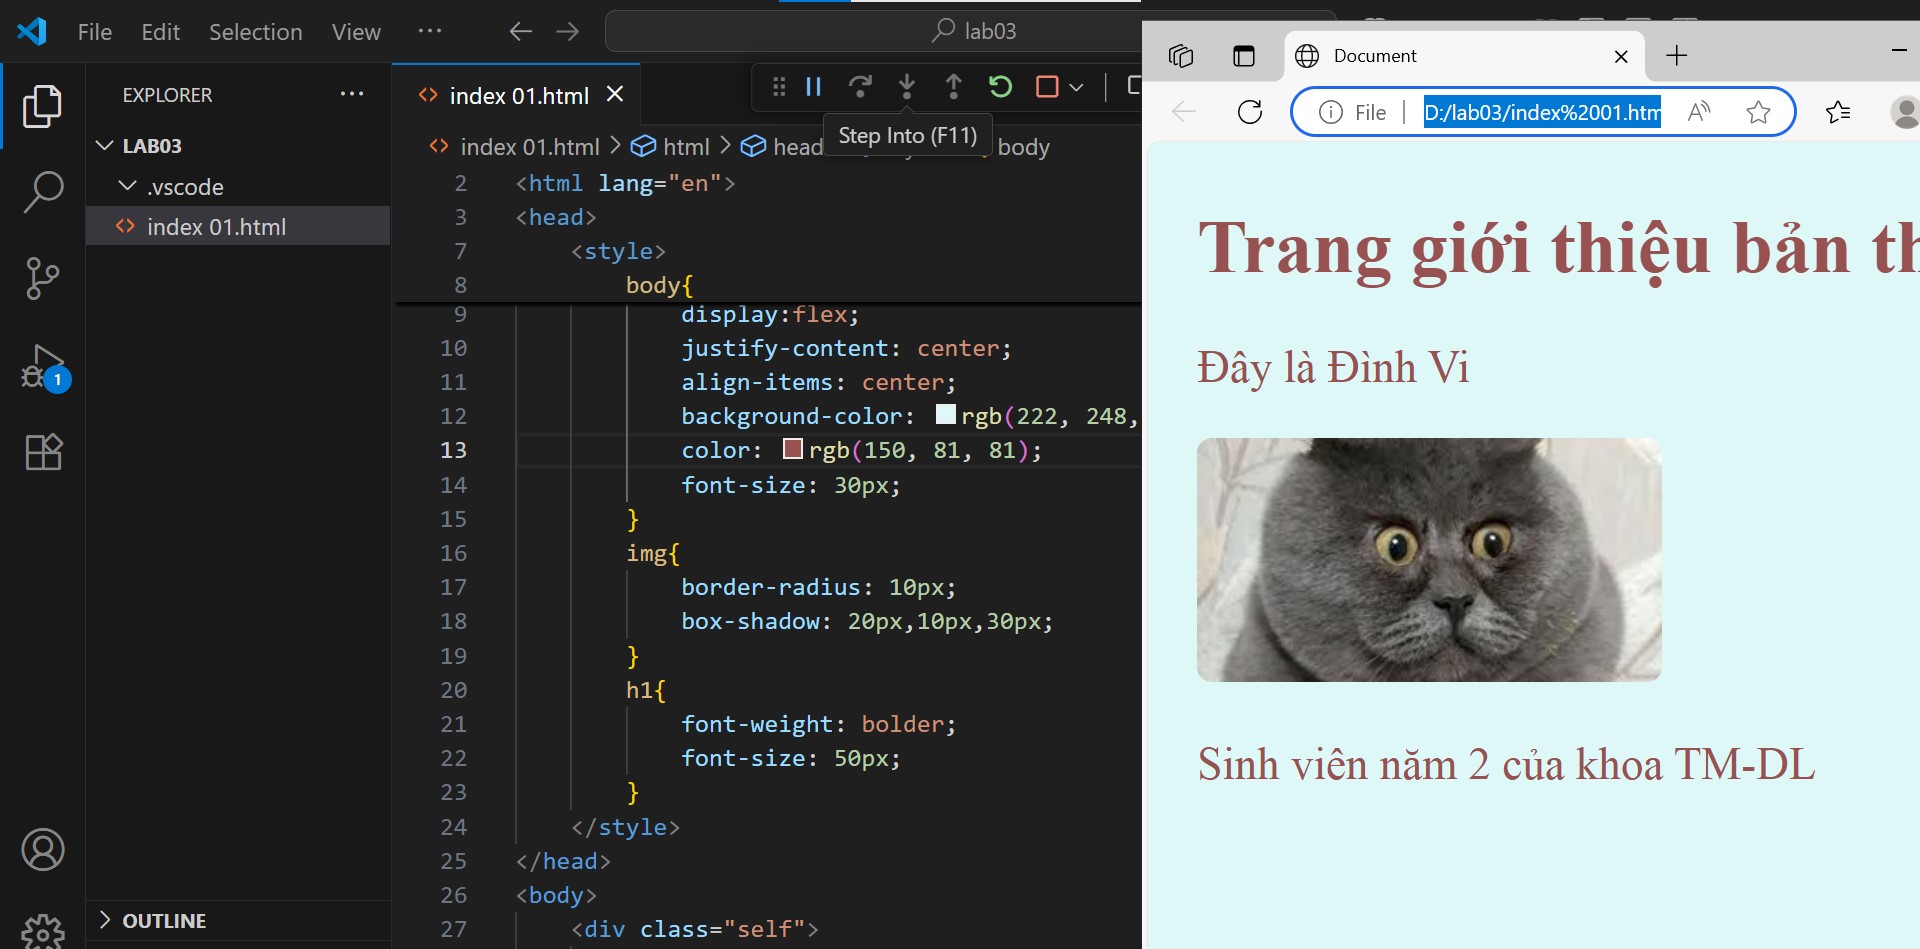 File Edit Selection View ··· lab03
EXPLORER ···
LAB03
.vscode
index 01.html
OUTLINE
1
index 01.html
Step Into (F11)
index 01.html > html > head body
2 <html lang="en">
3 <head>
7 <style>
8 body{
9 display:flex;
10 justify-content: center;
11 align-items: center;
12 background-color: rgb(222, 248,
13 color: rgb(150, 81, 81);
14 font-size: 30px;
15 }
16 img{
17 border-radius: 10px;
18 box-shadow: 20px,10px,30px;
19 }
20 h1{
21 font-weight: bolder;
22 font-size: 50px;
23 }
24 </style>
25 </head>
26 <body>
27 <div class="self">
Document
File D:/lab03/index%2001.htm
Trang giới thiệu bản th
Đây là Đình Vi
Sinh viên năm 2 của khoa TM-DL